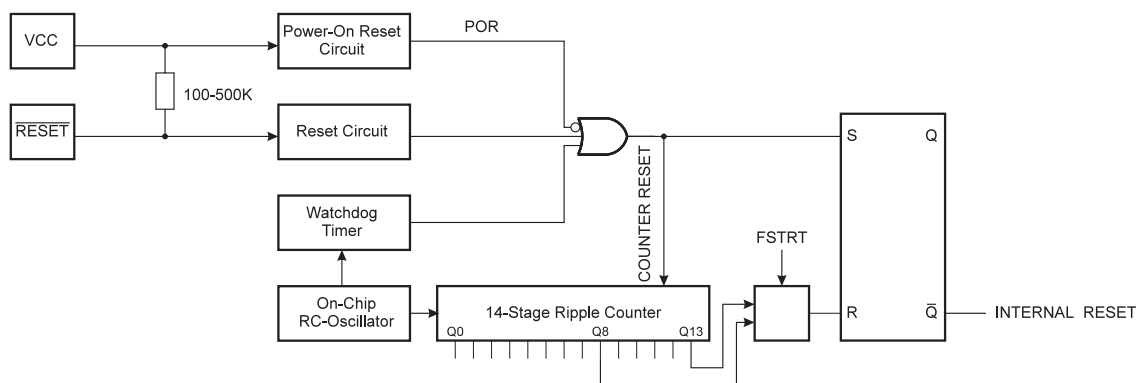 VCC
Power-On Reset
Circuit
POR
100-500K
RESET
Reset Circuit
S
Q
COUNTER RESET
Watchdog
Timer
FSTRT
On-Chip
RC-Oscillator
14-Stage Ripple Counter
Q0
Q8
Q13
R
Q̅
INTERNAL RESET